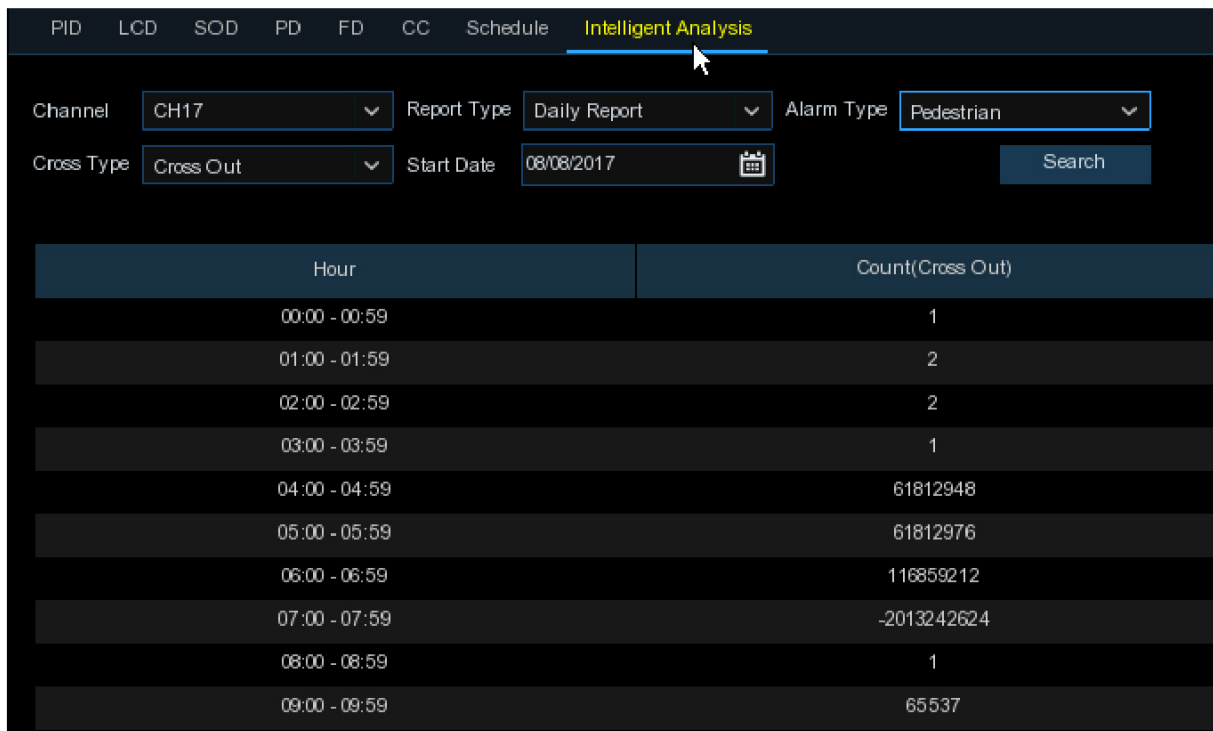 PID LCD SOD PD FD CC Schedule Intelligent Analysis
Channel CH17 Report Type Daily Report Alarm Type Pedestrian
Cross Type Cross Out Start Date 08/08/2017 Search
Hour Count(Cross Out)
00:00 - 00:59 1
01:00 - 01:59 2
02:00 - 02:59 2
03:00 - 03:59 1
04:00 - 04:59 61812948
05:00 - 05:59 61812976
06:00 - 06:59 116859212
07:00 - 07:59 -2013242624
08:00 - 08:59 1
09:00 - 09:59 65537